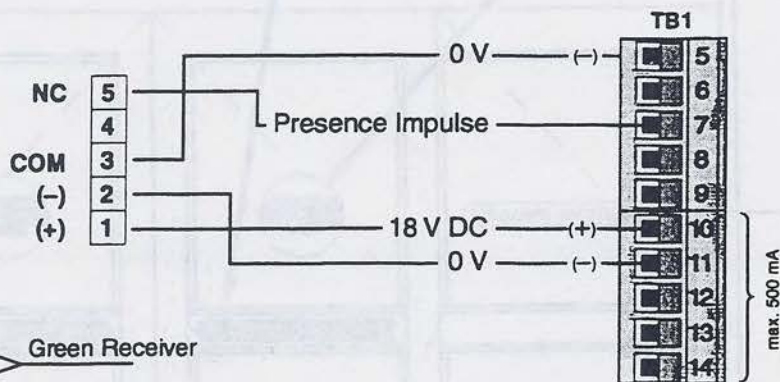 TB1
0 V (–) 5
NC 5
6
4
Presence Impulse 7
COM 3
8
(–) 2
9
(+) 1
18 V DC (+) 10
0 V (–) 11
12
13
14
max. 500 mA
Green Receiver